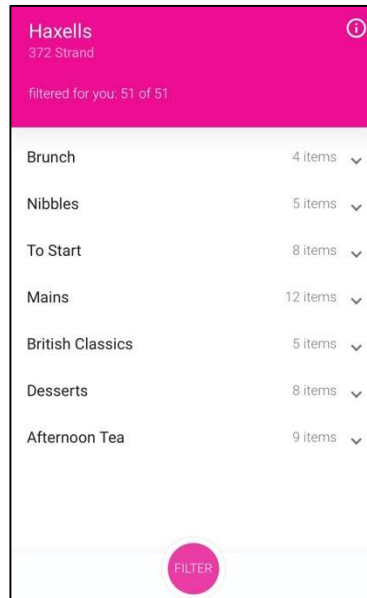 Haxells
372 Strand
filtered for you: 51 of 51
Brunch 4 items
Nibbles 5 items
To Start 8 items
Mains 12 items
British Classics 5 items
Desserts 8 items
Afternoon Tea 9 items
FILTER